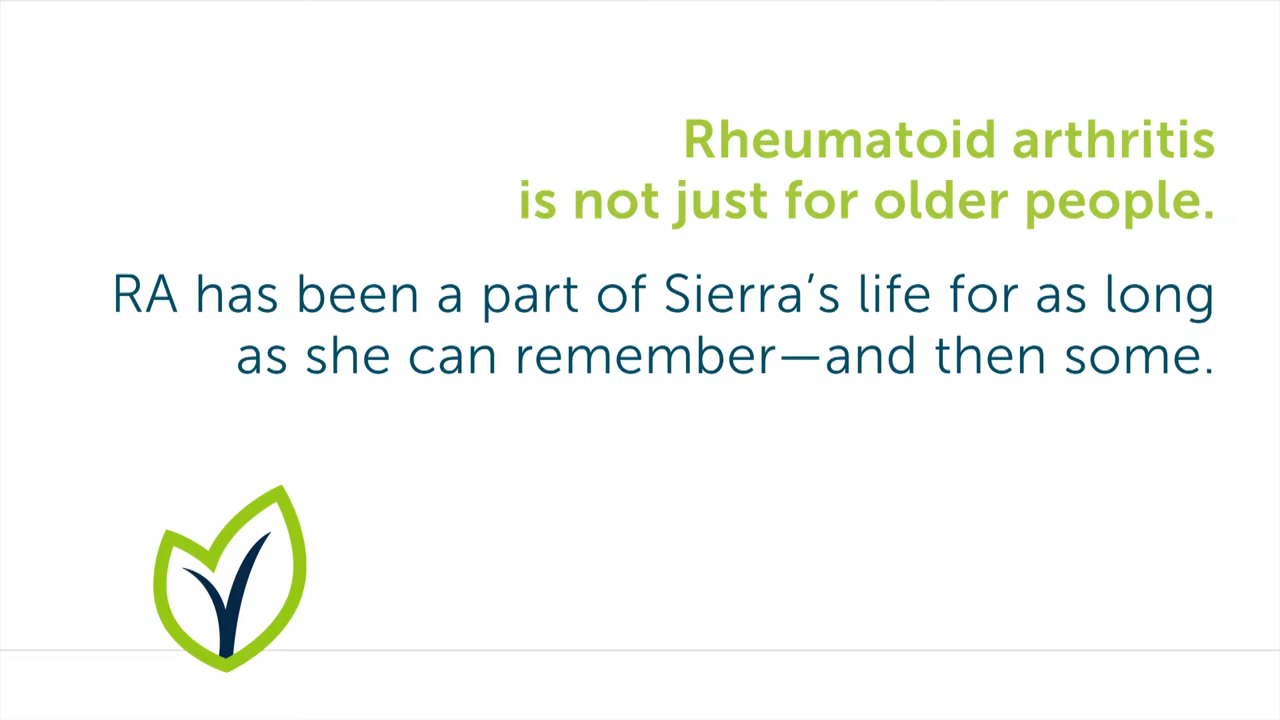 Rheumatoid arthritis
is not just for older people.
RA has been a part of Sierra’s life for as long
as she can remember—and then some.